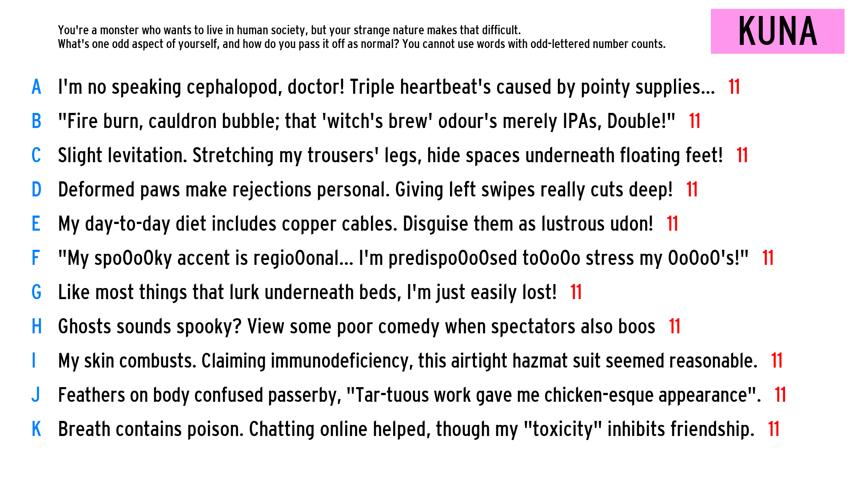 You're a monster who wants to live in human society, but your strange nature makes that difficult.
What's one odd aspect of yourself, and how do you pass it off as normal? You cannot use words with odd-lettered number counts.
KUNA
A I'm no speaking cephalopod, doctor! Triple heartbeat's caused by pointy supplies... 11
B "Fire burn, cauldron bubble; that 'witch's brew' odour's merely IPAs, Double!" 11
C Slight levitation. Stretching my trousers' legs, hide spaces underneath floating feet! 11
D Deformed paws make rejections personal. Giving left swipes really cuts deep! 11
E My day-to-day diet includes copper cables. Disguise them as lustrous udon! 11
F "My spoOoOky accent is regioOonal... I'm predispoOoOsed toOoOo stress my OoOoO's!" 11
G Like most things that lurk underneath beds, I'm just easily lost! 11
H Ghosts sounds spooky? View some poor comedy when spectators also boos 11
I My skin combusts. Claiming immunodeficiency, this airtight hazmat suit seemed reasonable. 11
J Feathers on body confused passerby, "Tar-tuous work gave me chicken-esque appearance". 11
K Breath contains poison. Chatting online helped, though my "toxicity" inhibits friendship. 11